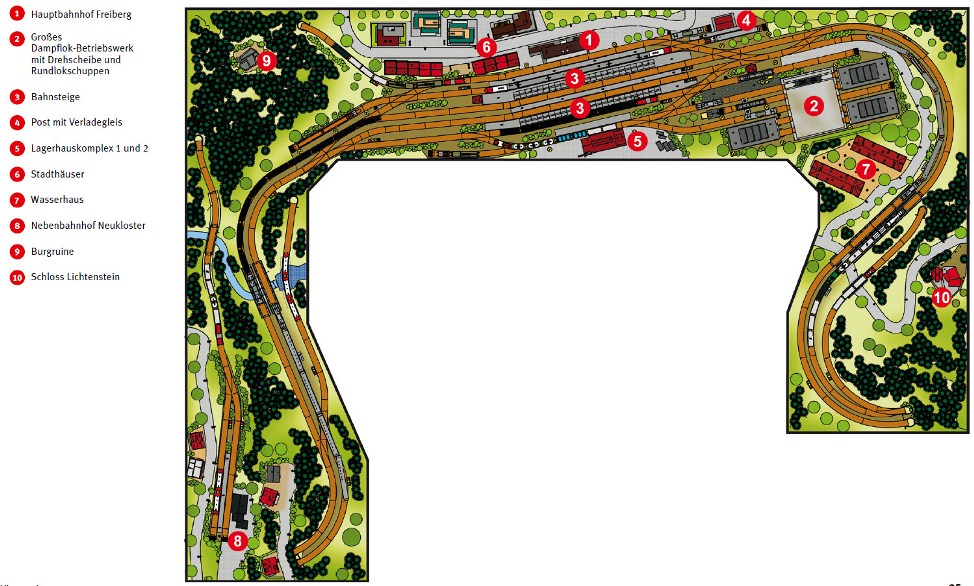 1 Hauptbahnhof Freiberg
2 Großes
Dampflok-Betriebswerk
mit Drehscheibe und
Rundlokschuppen
3 Bahnsteige
4 Post mit Verladegleis
5 Lagerhauskomplex 1 und 2
6 Stadthäuser
7 Wasserhaus
8 Nebenbahnhof Neukloster
9 Burgruine
10 Schloss Lichtenstein
4
1
6
9
3
2
3
5
7
10
8